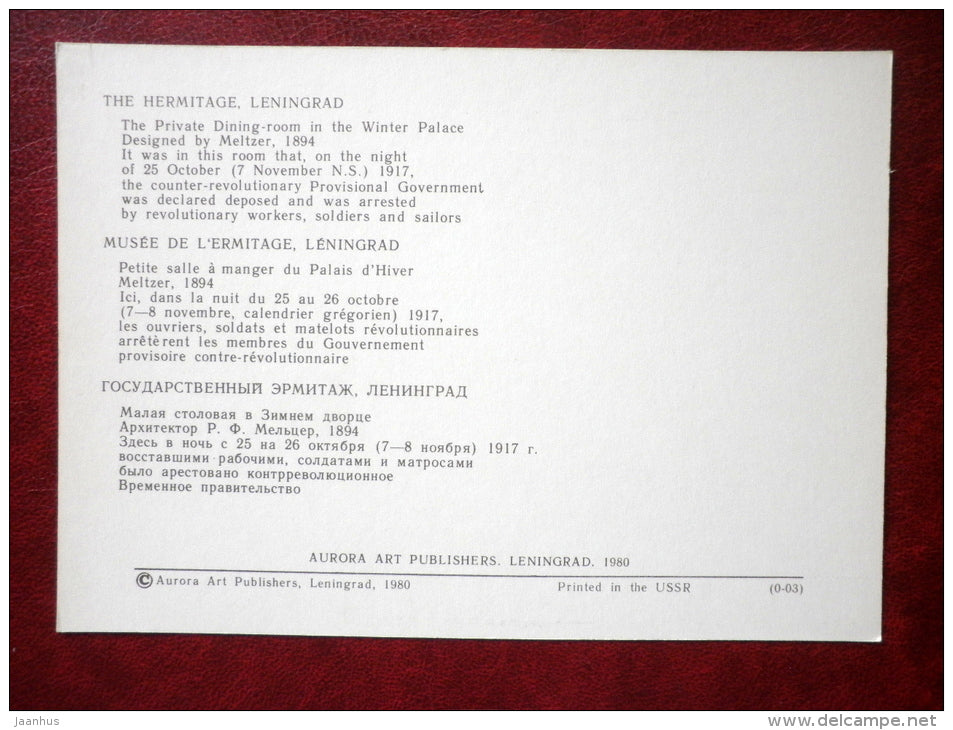 THE HERMITAGE, LENINGRAD
The Private Dining-room in the Winter Palace
Designed by Meltzer, 1894
It was in this room that, on the night
of 25 October (7 November N.S.) 1917,
the counter-revolutionary Provisional Government
was declared deposed and was arrested
by revolutionary workers, soldiers and sailors
MUSÉE DE L'ERMITAGE, LÉNINGRAD
Petite salle à manger du Palais d'Hiver
Meltzer, 1894
Ici, dans la nuit du 25 au 26 octobre
(7—8 novembre, calendrier grégorien) 1917,
les ouvriers, soldats et matelots révolutionnaires
arrêtèrent les membres du Gouvernement
provisoire contre-révolutionnaire
ГОСУДАРСТВЕННЫЙ ЭРМИТАЖ, ЛЕНИНГРАД
Малая столовая в Зимнем дворце
Архитектор Р. Ф. Мельцер, 1894
Здесь в ночь с 25 на 26 октября (7—8 ноября) 1917 г.
восставшими рабочими, солдатами и матросами
было арестовано контрреволюционное
Временное правительство
AURORA ART PUBLISHERS. LENINGRAD. 1980
© Aurora Art Publishers, Leningrad, 1980 Printed in the USSR (0-03)
jaanhus
delcampe.net